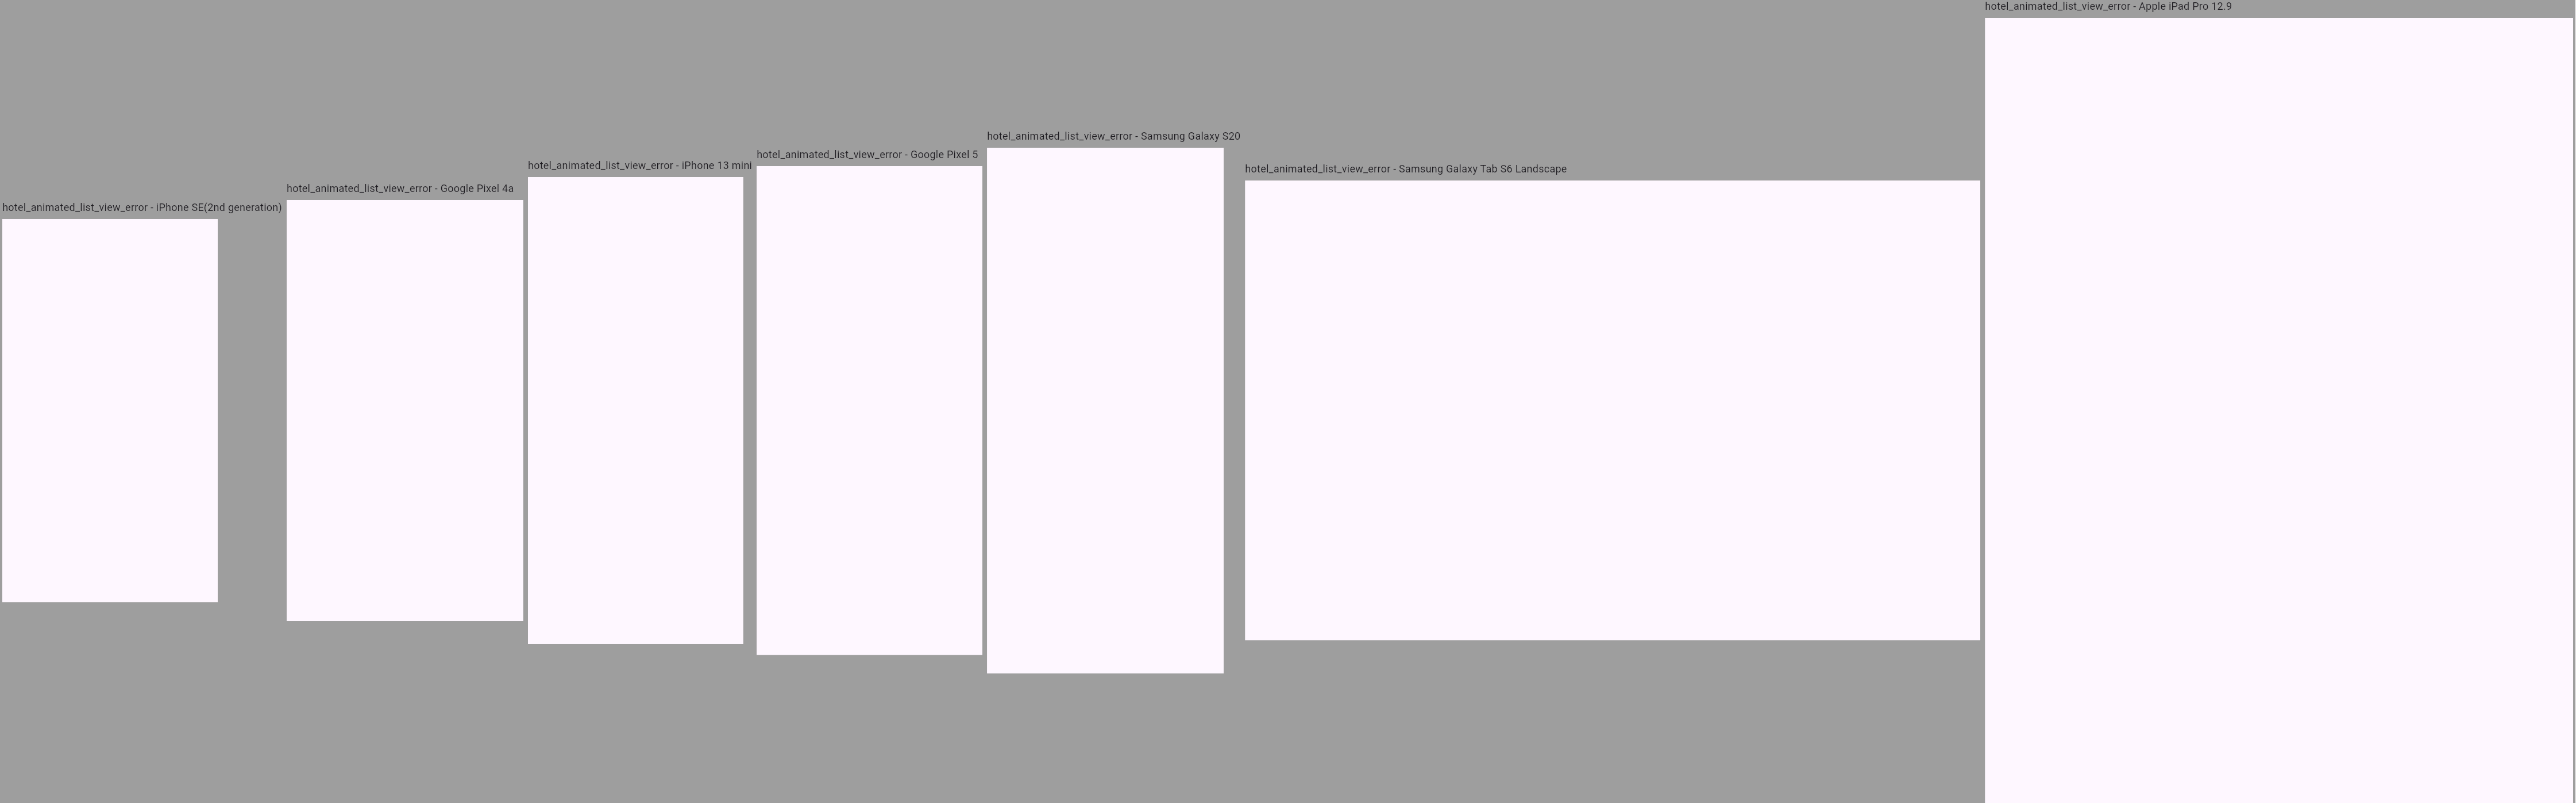 hotel_animated_list_view_error - iPhone SE(2nd generation)
hotel_animated_list_view_error - Google Pixel 4a
hotel_animated_list_view_error - iPhone 13 mini
hotel_animated_list_view_error - Google Pixel 5
hotel_animated_list_view_error - Samsung Galaxy S20
hotel_animated_list_view_error - Samsung Galaxy Tab S6 Landscape
hotel_animated_list_view_error - Apple iPad Pro 12.9